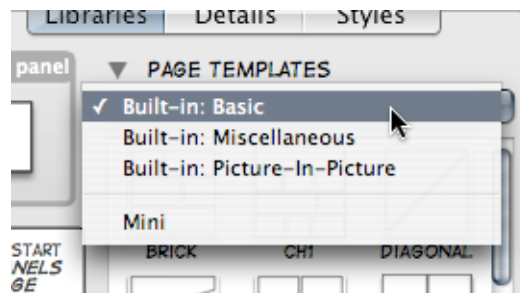 Libraries Details Styles
panel
▼ PAGE TEMPLATES
✓ Built-in: Basic
Built-in: Miscellaneous
Built-in: Picture-In-Picture
Mini
START
NELS
GE
BRICK CH1 DIAGONAL